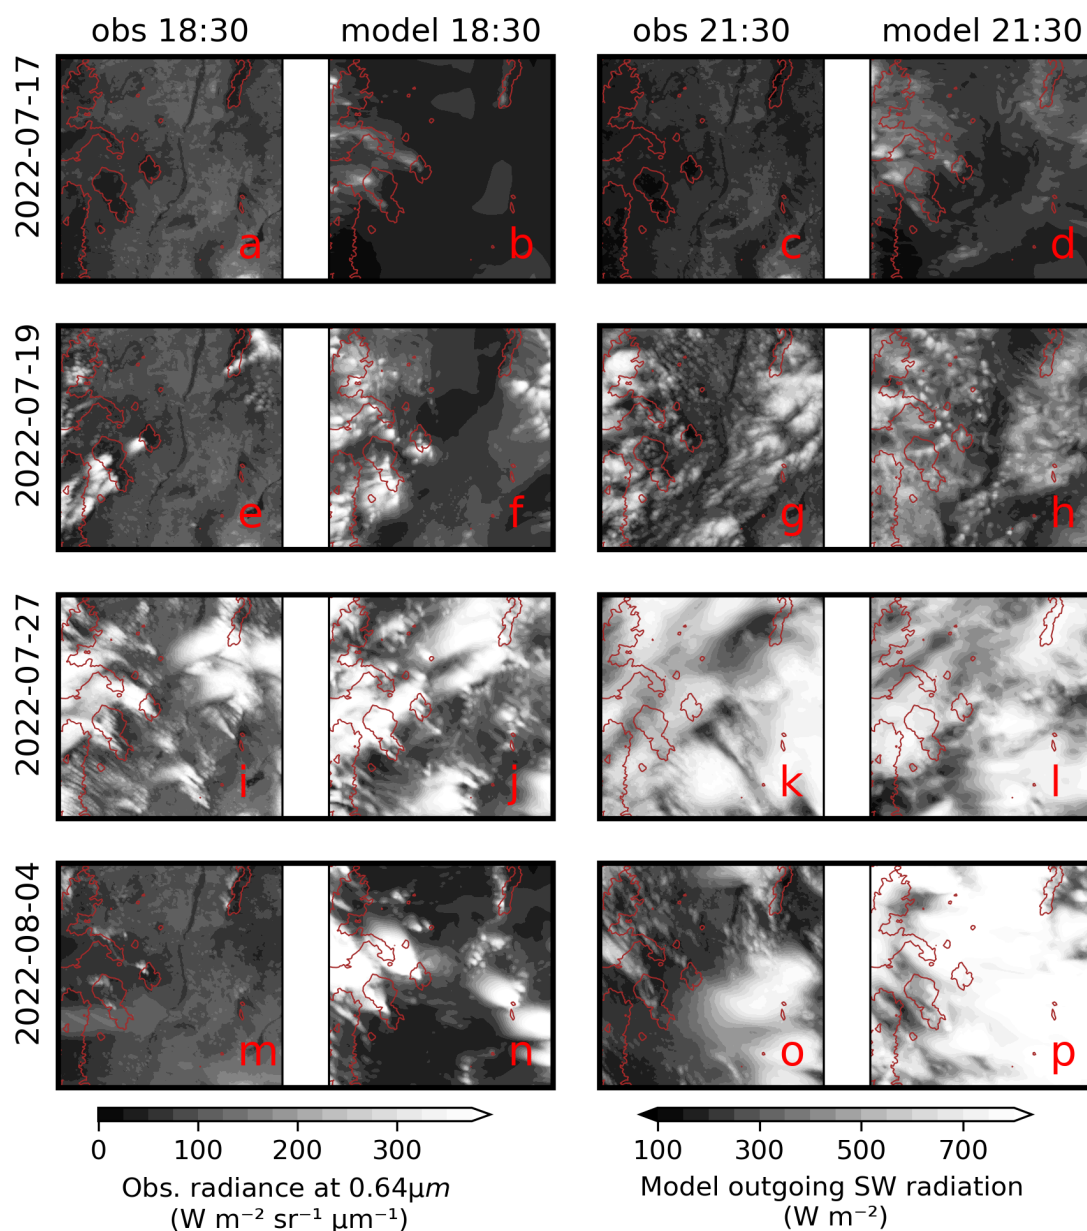 obs 18:30 model 18:30 obs 21:30 model 21:30
2022-07-17
a b c d
2022-07-19
e f g h
2022-07-27
i j k l
2022-08-04
m n o p
0 100 200 300 100 300 500 700
Obs. radiance at 0.64μm Model outgoing SW radiation
(W m⁻² sr⁻¹ μm⁻¹) (W m⁻²)